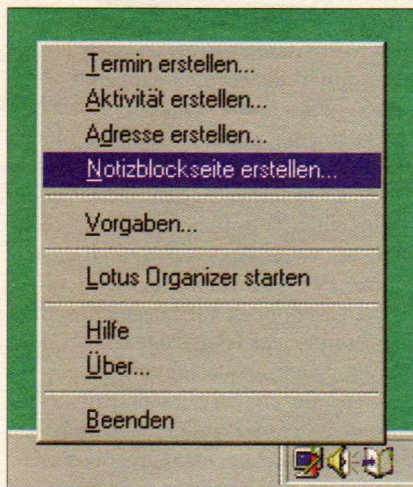 Termin erstellen...
Aktivität erstellen...
Adresse erstellen...
Notizblockseite erstellen...
Vorgaben...
Lotus Organizer starten
Hilfe
Über...
Beenden